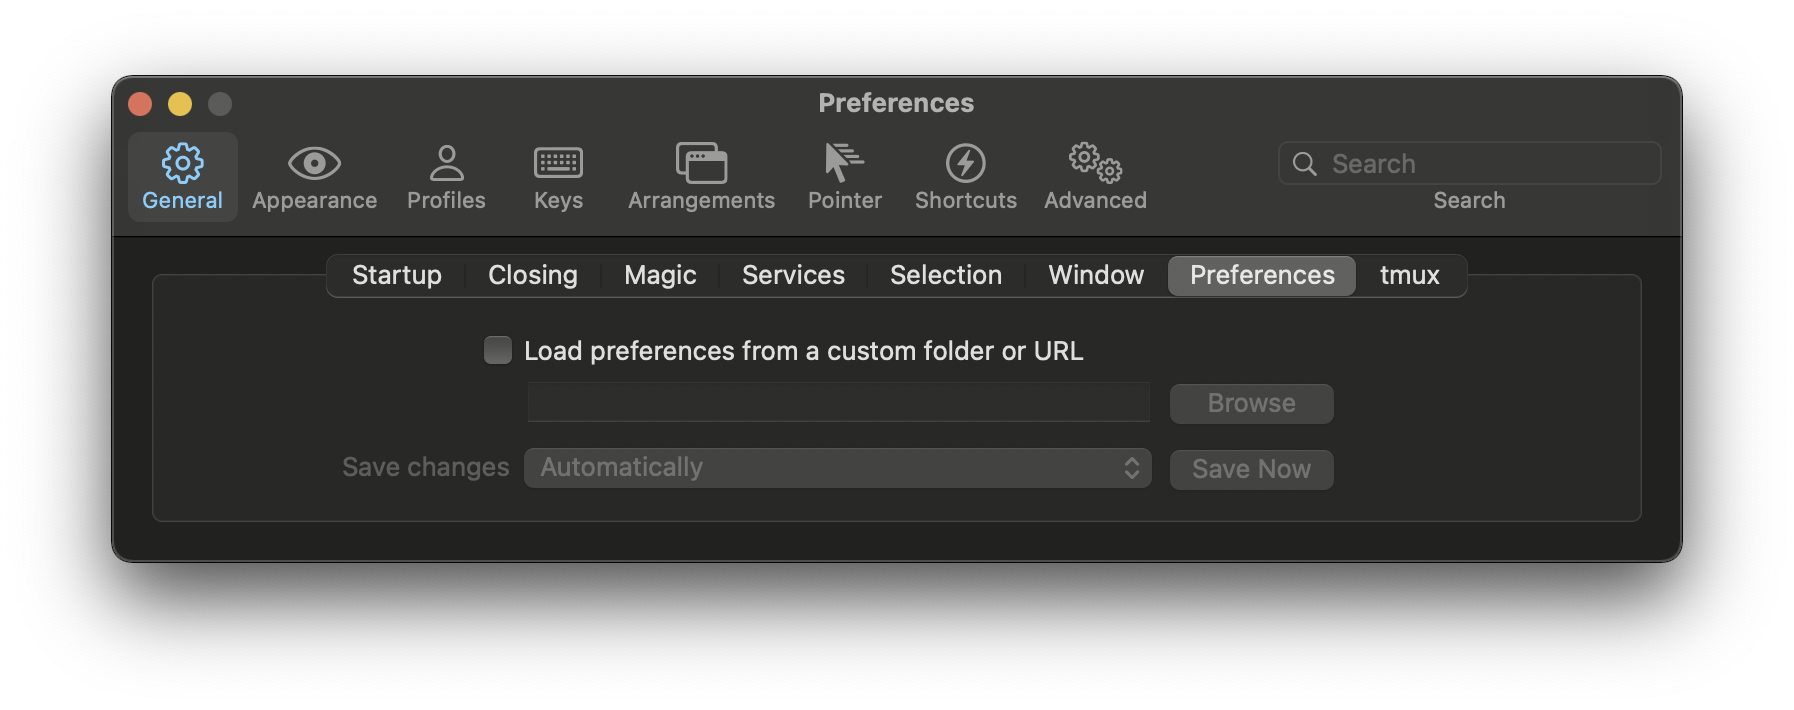 Preferences
General Appearance Profiles Keys Arrangements Pointer Shortcuts Advanced
Search
Search
Startup Closing Magic Services Selection Window Preferences tmux
Load preferences from a custom folder or URL
Browse
Save changes Automatically Save Now